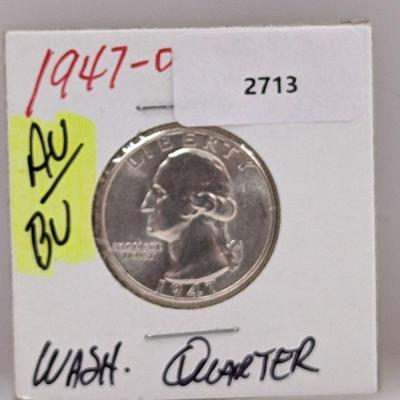 1947-D
2713
AU/
BU
LIBERTY
IN GOD WE
TRUST
1947
WASH. QUARTER